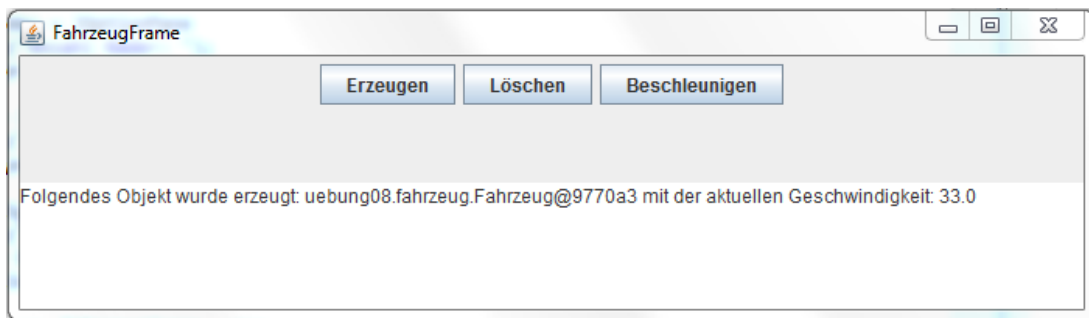 FahrzeugFrame
Erzeugen Löschen Beschleunigen
Folgendes Objekt wurde erzeugt: uebung08.fahrzeug.Fahrzeug@9770a3 mit der aktuellen Geschwindigkeit: 33.0